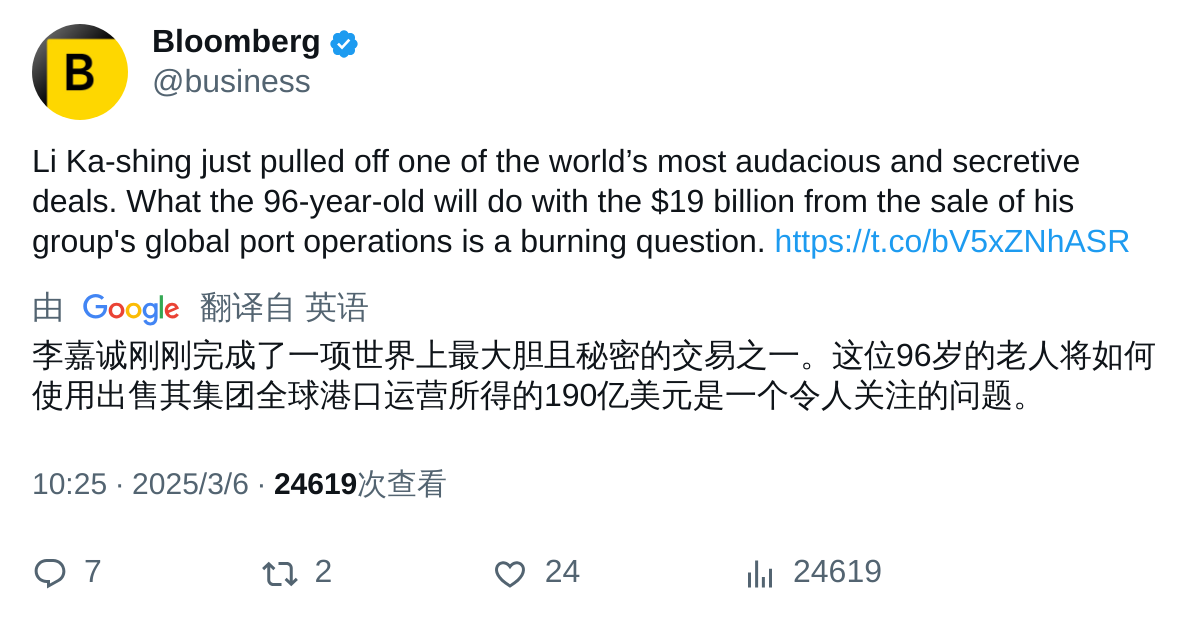 B
Bloomberg
@business
Li Ka-shing just pulled off one of the world’s most audacious and secretive
deals. What the 96-year-old will do with the $19 billion from the sale of his
group's global port operations is a burning question. https://t.co/bV5xZNhASR
由 Google 翻译自 英语
李嘉诚刚刚完成了一项世界上最大胆且秘密的交易之一。这位96岁的老人将如何
使用出售其集团全球港口运营所得的190亿美元是一个令人关注的问题。
10:25 · 2025/3/6 · 24619次查看
7 2 24 24619